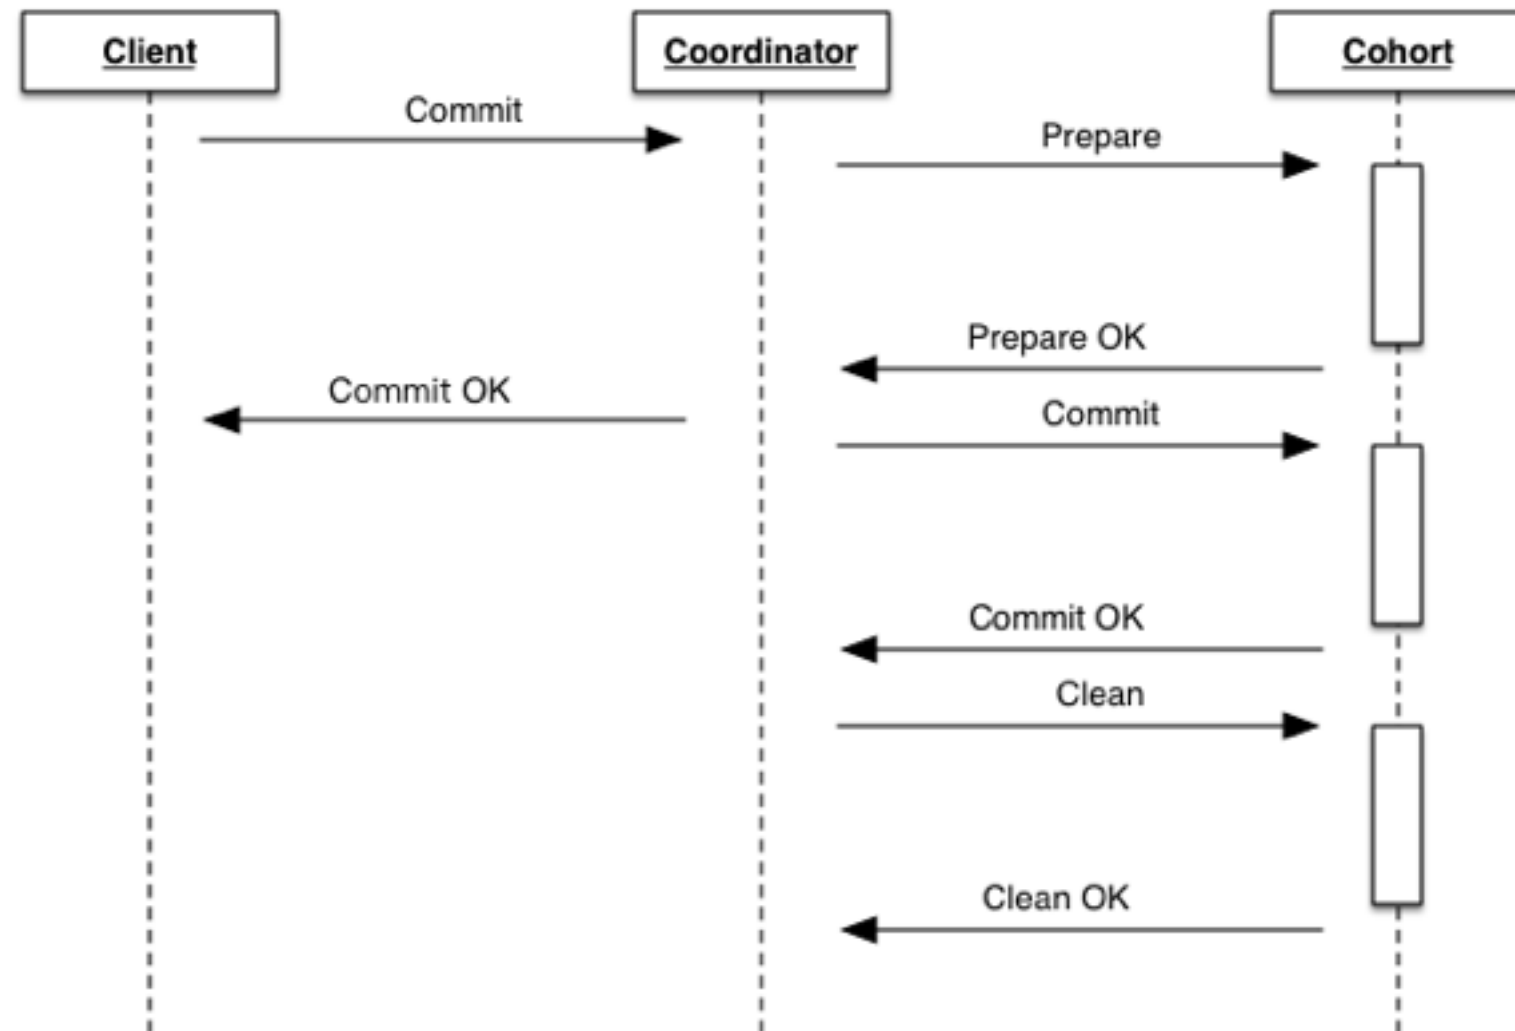 Client
Coordinator
Cohort
Commit
Prepare
Prepare OK
Commit OK
Commit
Commit OK
Clean
Clean OK